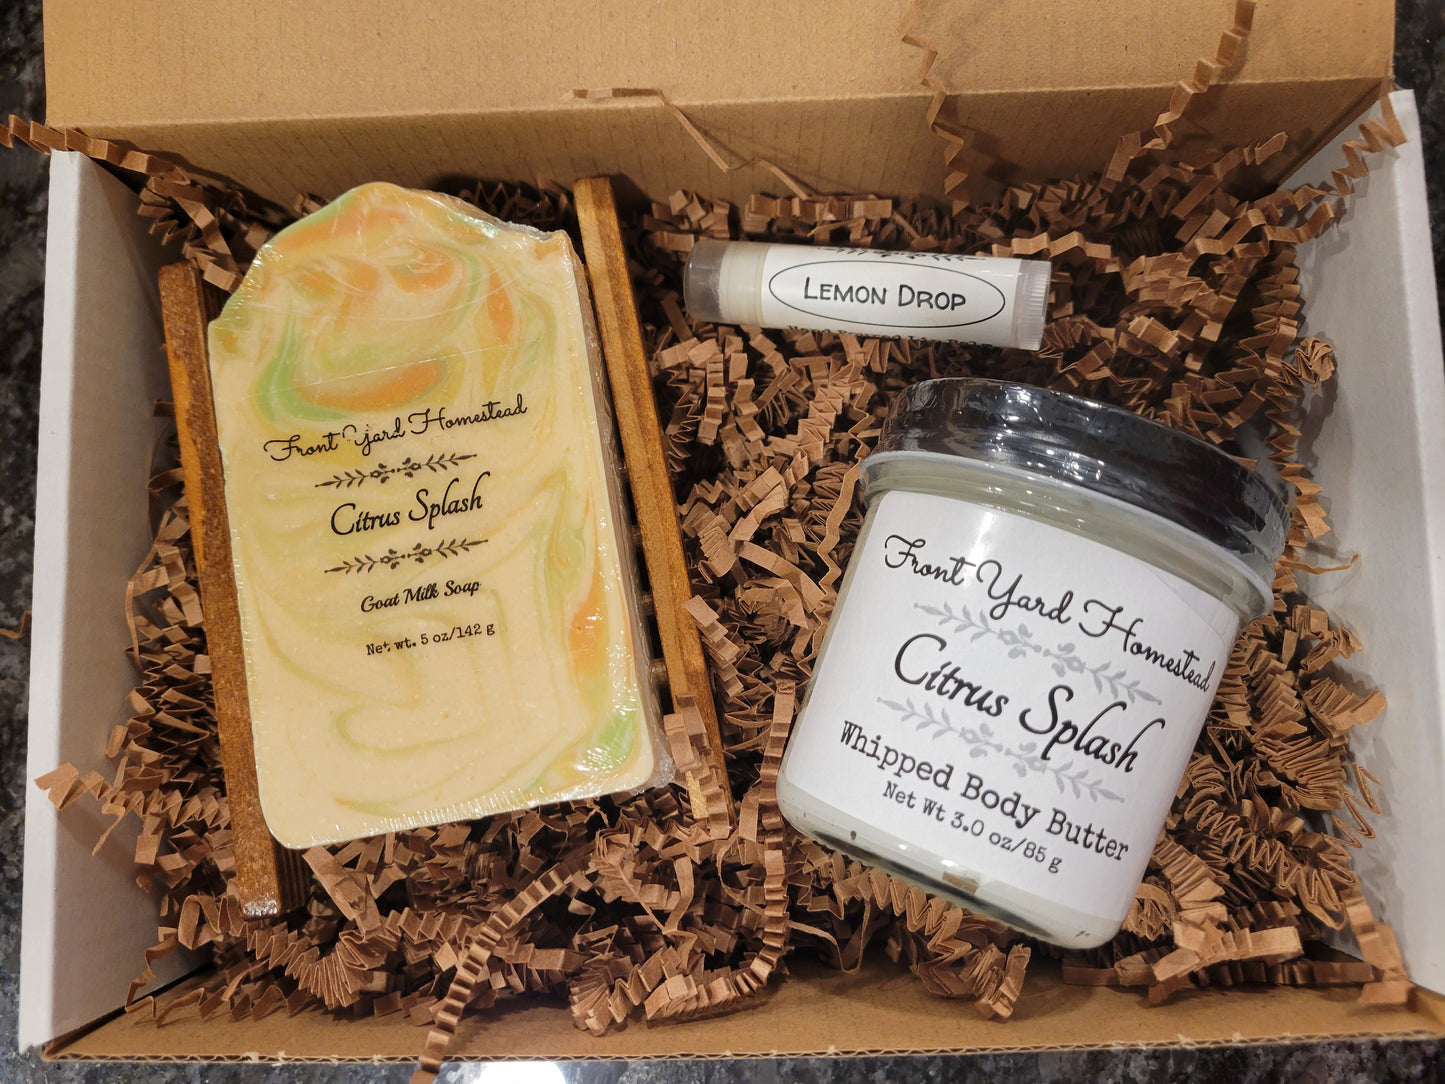 Front Yard Homestead
Citrus Splash
Goat Milk Soap
Net wt. 5 oz/142 g
LEMON DROP
Front Yard Homestead
Citrus Splash
Whipped Body Butter
Net Wt 3.0 oz/85 g